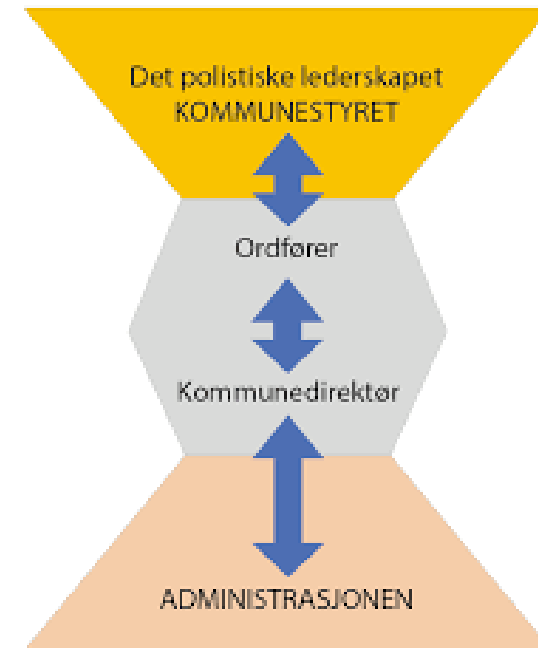 Det polistiske lederskapet
KOMMUNESTYRET
Ordfører
Kommunedirektør
ADMINISTRASJONEN